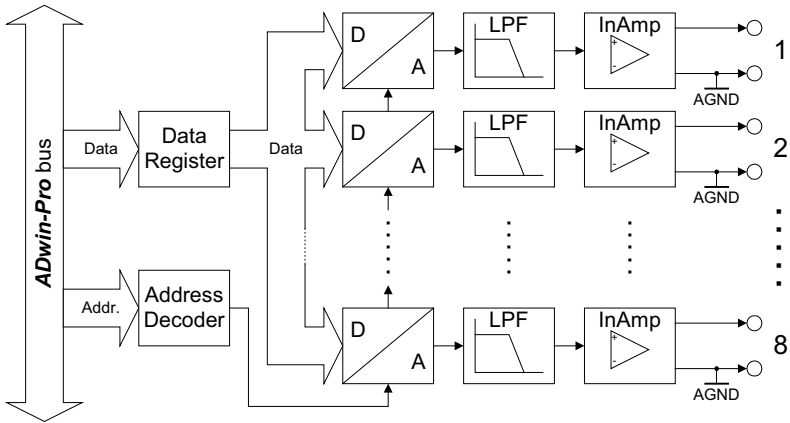 ADwin-Pro bus
Data
Data
Register
Data
Addr.
Address
Decoder
D
A
LPF
InAmp
+
-
AGND
1
D
A
LPF
InAmp
+
-
AGND
2
D
A
LPF
InAmp
+
-
AGND
8